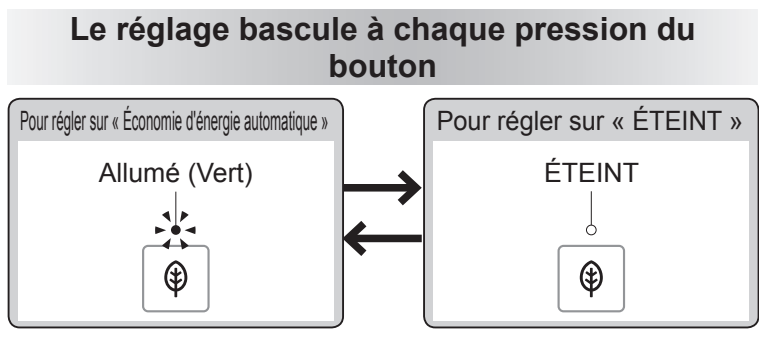 Le réglage bascule à chaque pression du
bouton
Pour régler sur « Économie d'énergie automatique »
Allumé (Vert)
Pour régler sur « ÉTEINT »
ÉTEINT